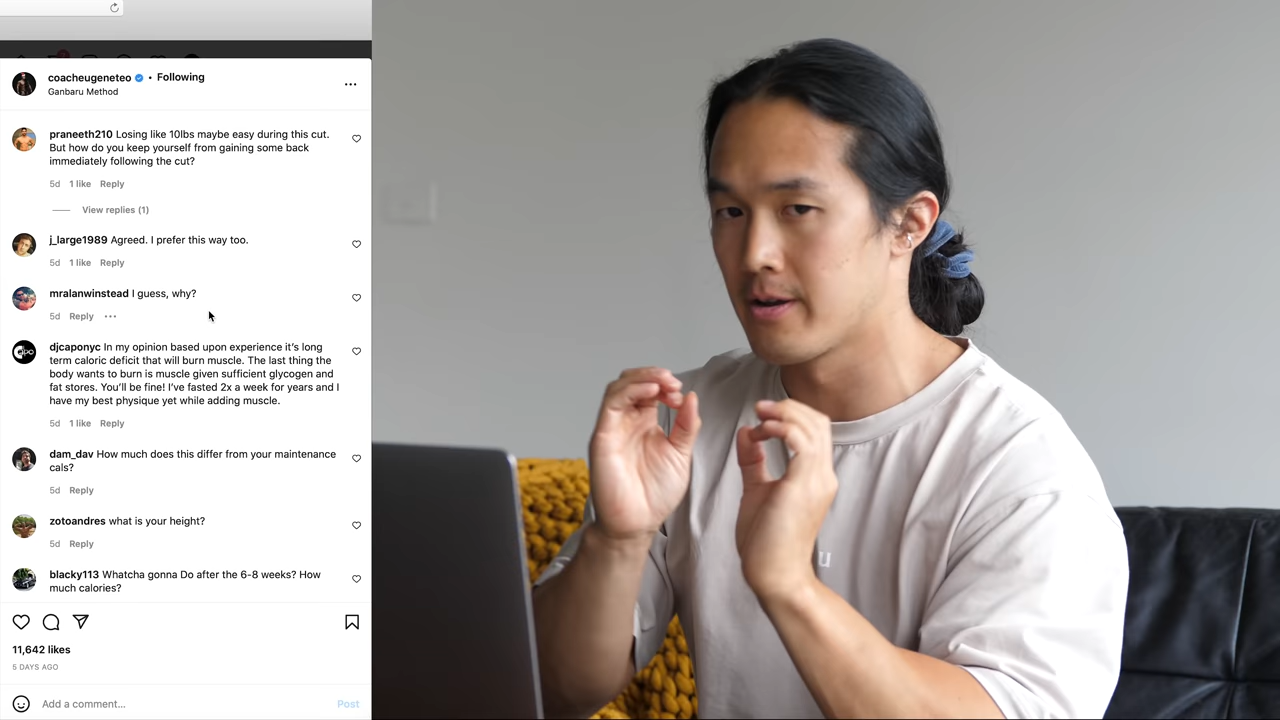 coacheugeneteo • Following
Ganbaru Method
praneeth210 Losing like 10lbs maybe easy during this cut.
But how do you keep yourself from gaining some back
immediately following the cut?
5d 1 like Reply
View replies (1)
j_large1989 Agreed. I prefer this way too.
5d 1 like Reply
mralanwinstead I guess, why?
5d Reply
djcaponyc In my opinion based upon experience it's long
term caloric deficit that will burn muscle. The last thing the
body wants to burn is muscle given sufficient glycogen and
fat stores. You'll be fine! I've fasted 2x a week for years and I
have my best physique yet while adding muscle.
5d 1 like Reply
dam_dav How much does this differ from your maintenance
cals?
5d Reply
zotoandres what is your height?
5d Reply
blacky113 Whatcha gonna Do after the 6-8 weeks? How
much calories?
11,642 likes
5 DAYS AGO
Add a comment... Post